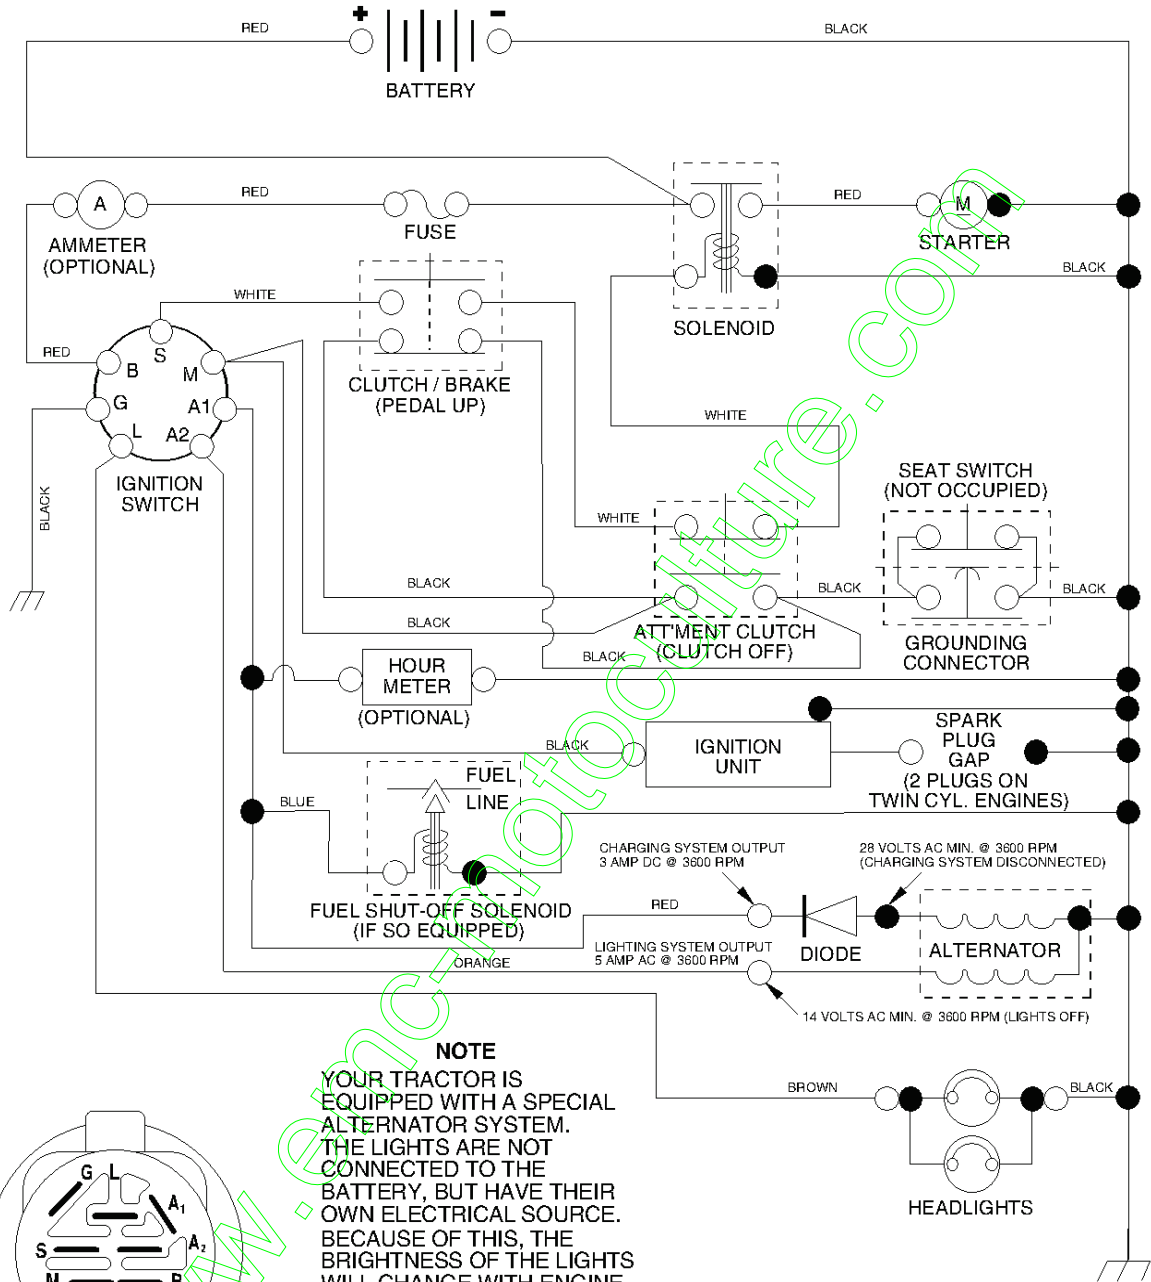 + -
RED
BLACK
BATTERY
RED
A
AMMETER
(OPTIONAL)
FUSE
RED
M
STARTER
BLACK
SOLENOID
WHITE
RED
S
B
M
G
A1
L
A2
IGNITION
SWITCH
BLACK
CLUTCH / BRAKE
(PEDAL UP)
WHITE
WHITE
SEAT SWITCH
(NOT OCCUPIED)
BLACK
BLACK
BLACK
BLACK
ATT'MENT CLUTCH
(CLUTCH OFF)
BLACK
GROUNDING
CONNECTOR
HOUR
METER
(OPTIONAL)
BLACK
IGNITION
UNIT
SPARK
PLUG
GAP
(2 PLUGS ON
TWIN CYL. ENGINES)
BLUE
FUEL
LINE
FUEL SHUT-OFF SOLENOID
(IF SO EQUIPPED)
CHARGING SYSTEM OUTPUT
3 AMP DC @ 3600 RPM
28 VOLTS AC MIN. @ 3600 RPM
(CHARGING SYSTEM DISCONNECTED)
RED
DIODE
ALTERNATOR
LIGHTING SYSTEM OUTPUT
5 AMP AC @ 3600 RPM
ORANGE
14 VOLTS AC MIN. @ 3600 RPM (LIGHTS OFF)
BROWN
BLACK
HEADLIGHTS
NOTE
YOUR TRACTOR IS
EQUIPPED WITH A SPECIAL
ALTERNATOR SYSTEM.
THE LIGHTS ARE NOT
CONNECTED TO THE
BATTERY, BUT HAVE THEIR
OWN ELECTRICAL SOURCE.
BECAUSE OF THIS, THE
BRIGHTNESS OF THE LIGHTS
WILL CHANGE WITH ENGINE
G L
A1
S
A2
M
B
w.emc-motoculture.com